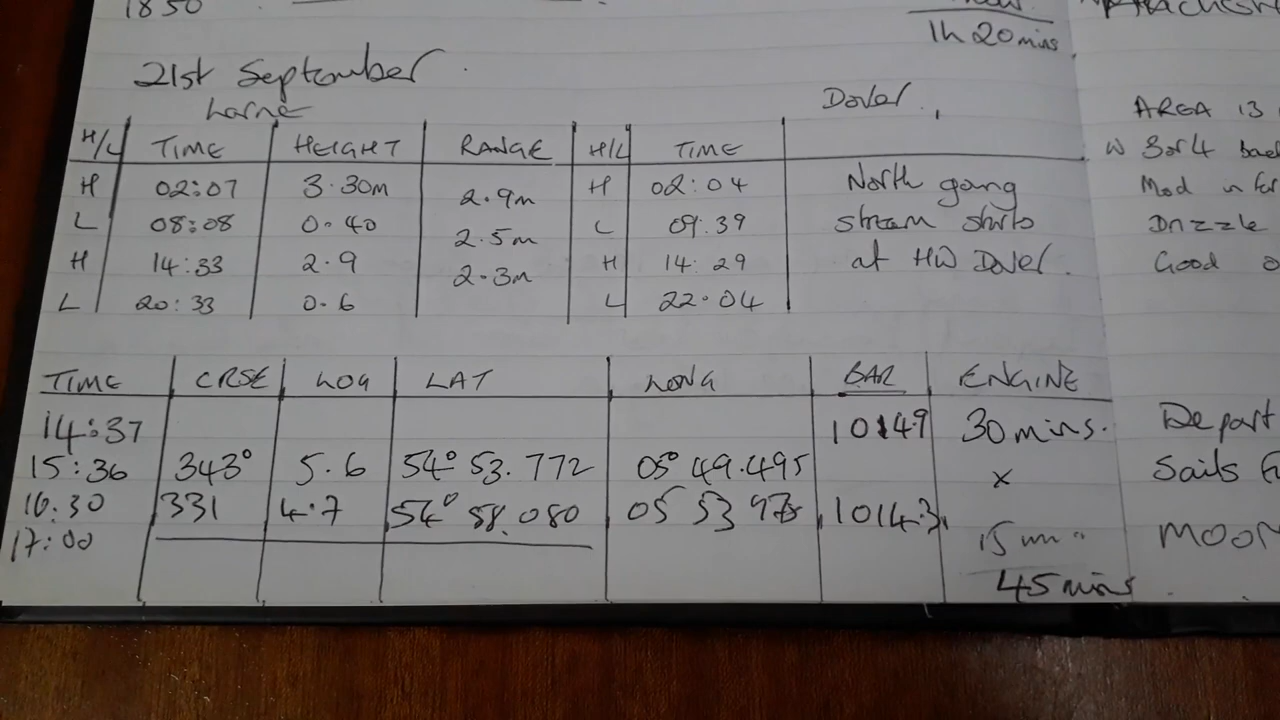 1850
1h 20mins
21st September.
Larne Dover.
H/L TIME HEIGHT RANGE H/L TIME
AREA 13
H 02:07 3.30m 2.9m H 02:04 North going
W 3or4
L 08:08 0.40 2.5m L 09:39 stream starts
Mod
H 14:33 2.9 2.3m H 14:29 at HW Dover.
Drizzle
L 20:33 0.6 L 22.04
Good
TIME CRSE LOG LAT LONG BAR ENGINE
14:37 1014.9 30 mins. Depart
15:36 343° 5.6 54° 53.772 05° 49.495 x Sails
16:30 331 4.7 54° 58.080 05 53 1014.3
17:00 15 MOOR
45 mins.